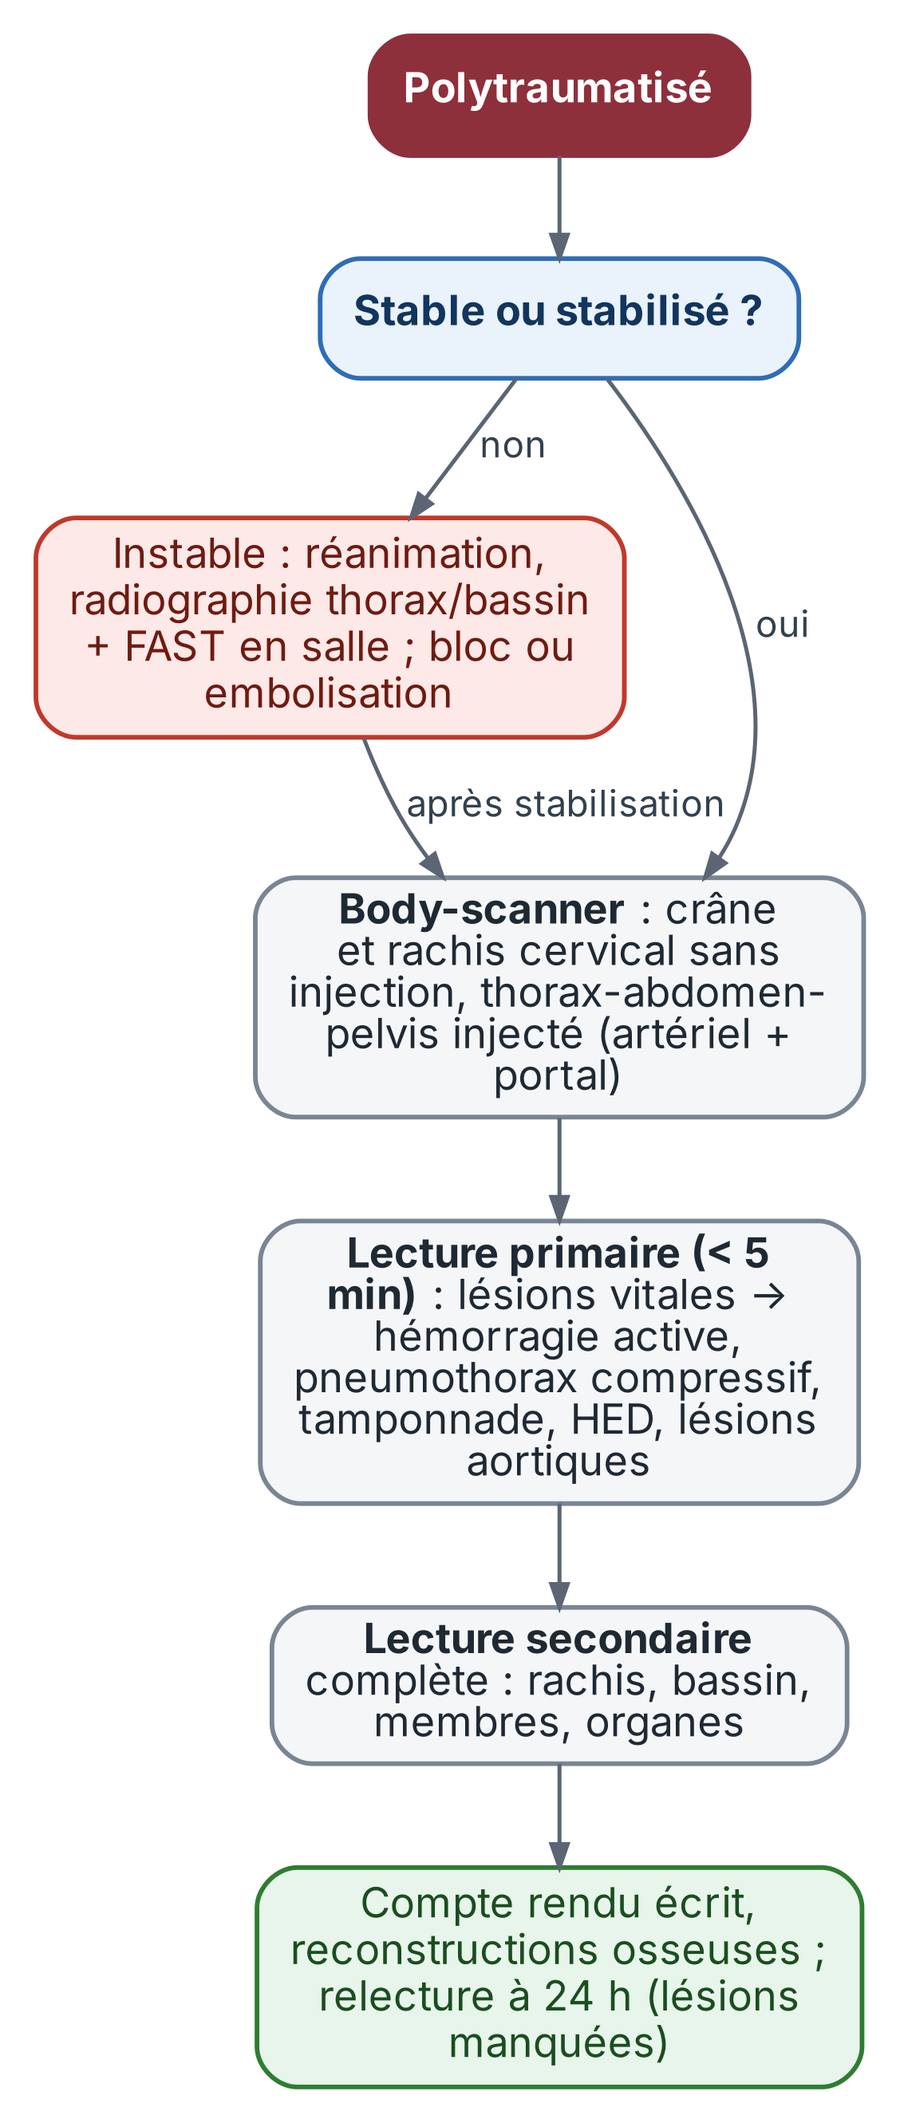 Polytraumatisé
Stable ou stabilisé ?
non
Instable : réanimation,
radiographie thorax/bassin
+ FAST en salle ; bloc ou
embolisation
oui
après stabilisation
Body-scanner : crâne
et rachis cervical sans
injection, thorax-abdomen-
pelvis injecté (artériel +
portal)
Lecture primaire (< 5
min) : lésions vitales →
hémorragie active,
pneumothorax compressif,
tamponnade, HED, lésions
aortiques
Lecture secondaire
complète : rachis, bassin,
membres, organes
Compte rendu écrit,
reconstructions osseuses ;
relecture à 24 h (lésions
manquées)